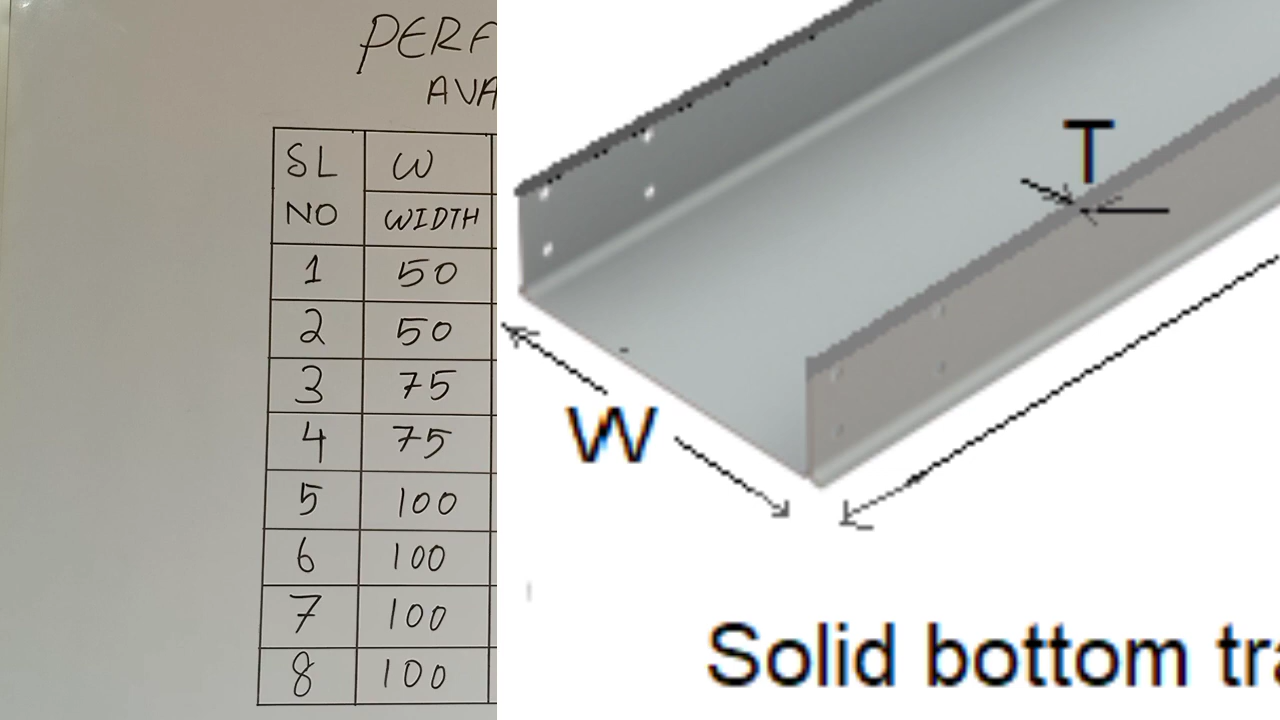 PERF
AVA
SL NO W
WIDTH
1 50
2 50
3 75
4 75
5 100
6 100
7 100
8 100
T
W
Solid bottom tra